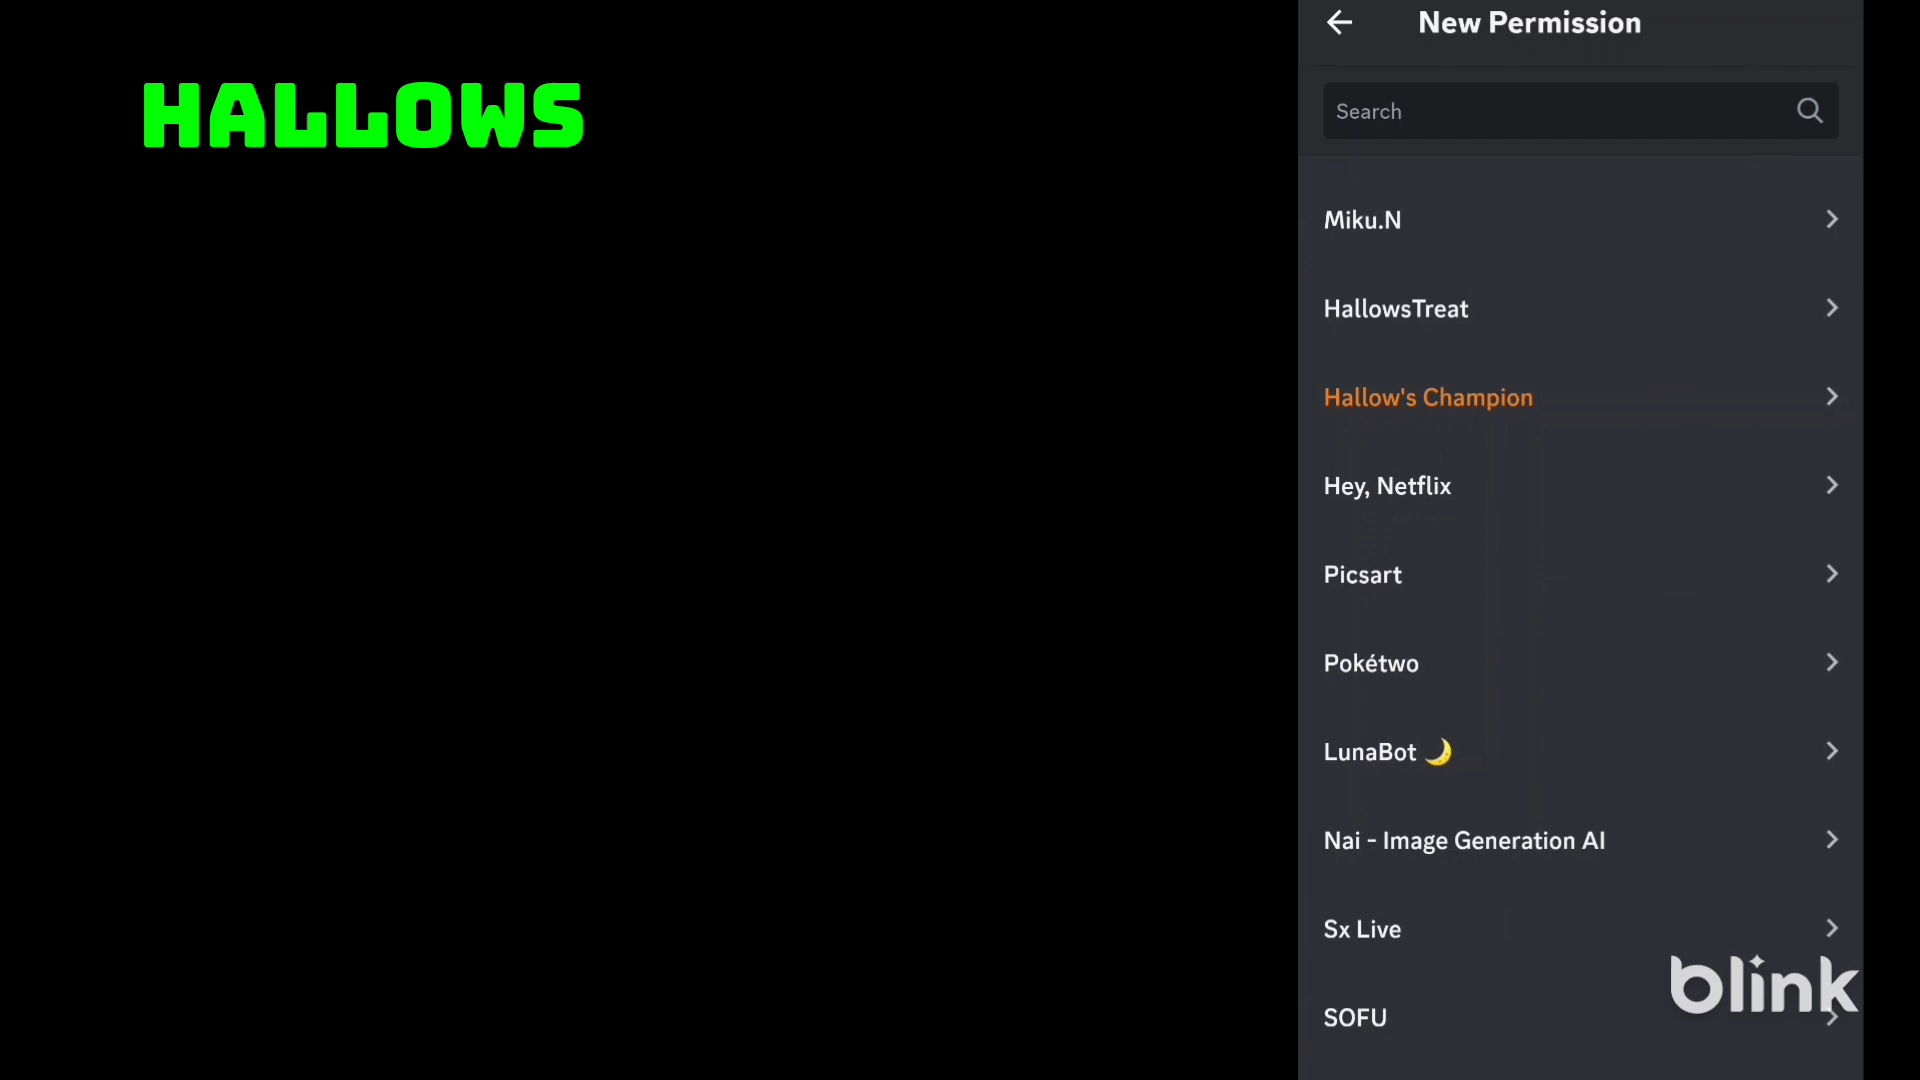 HALLOWS
New Permission
Search
Miku.N
HallowsTreat
Hallow's Champion
Hey, Netflix
Picsart
Pokétwo
LunaBot 🌙
Nai - Image Generation AI
Sx Live
SOFU
blink